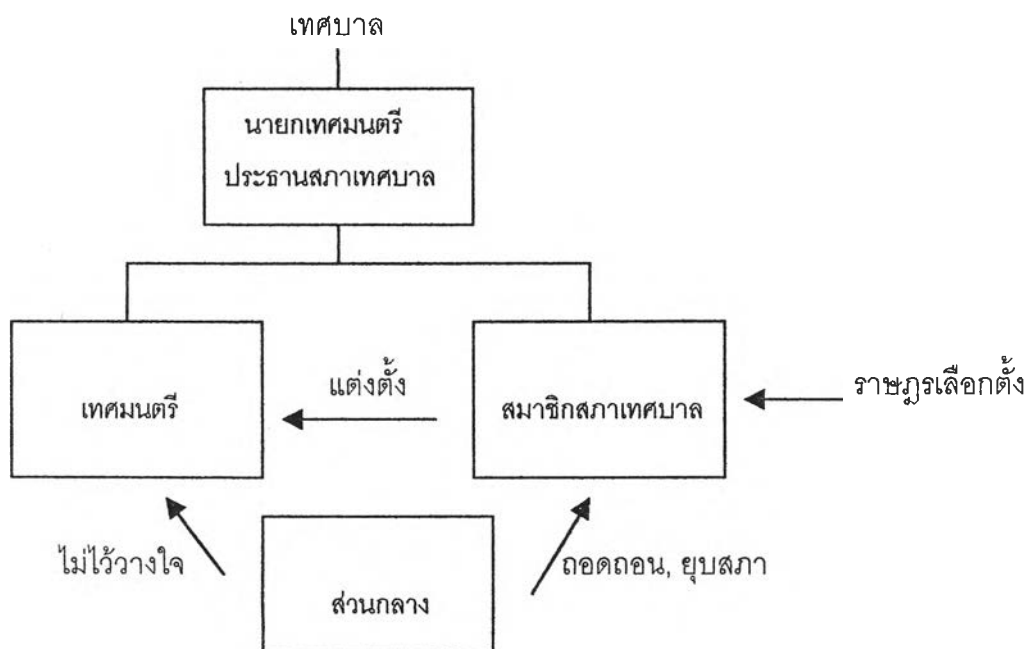 เทศบาล
นายกเทศมนตรี
ประธานสภาเทศบาล
แต่งตั้ง
ราษฎรเลือกตั้ง
เทศมนตรี
สมาชิกสภาเทศบาล
ไม่ไว้วางใจ
ถอดถอน, ยุบสภา
ส่วนกลาง